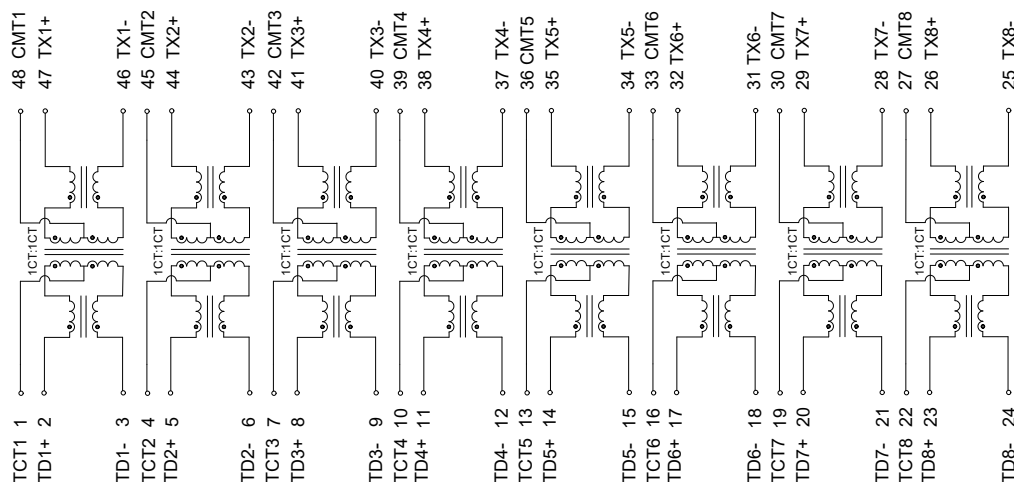 48 CMT1
47 TX1+
46 TX1-
45 CMT2
44 TX2+
43 TX2-
42 CMT3
41 TX3+
40 TX3-
39 CMT4
38 TX4+
37 TX4-
36 CMT5
35 TX5+
34 TX5-
33 CMT6
32 TX6+
31 TX6-
30 CMT7
29 TX7+
28 TX7-
27 CMT8
26 TX8+
25 TX8-
1CT:1CT
1CT:1CT
1CT:1CT
1CT:1CT
1CT:1CT
1CT:1CT
1CT:1CT
1CT:1CT
TCT1 1
TD1+ 2
TD1- 3
TCT2 4
TD2+ 5
TD2- 6
TCT3 7
TD3+ 8
TD3- 9
TCT4 10
TD4+ 11
TD4- 12
TCT5 13
TD5+ 14
TD5- 15
TCT6 16
TD6+ 17
TD6- 18
TCT7 19
TD7+ 20
TD7- 21
TCT8 22
TD8+ 23
TD8- 24